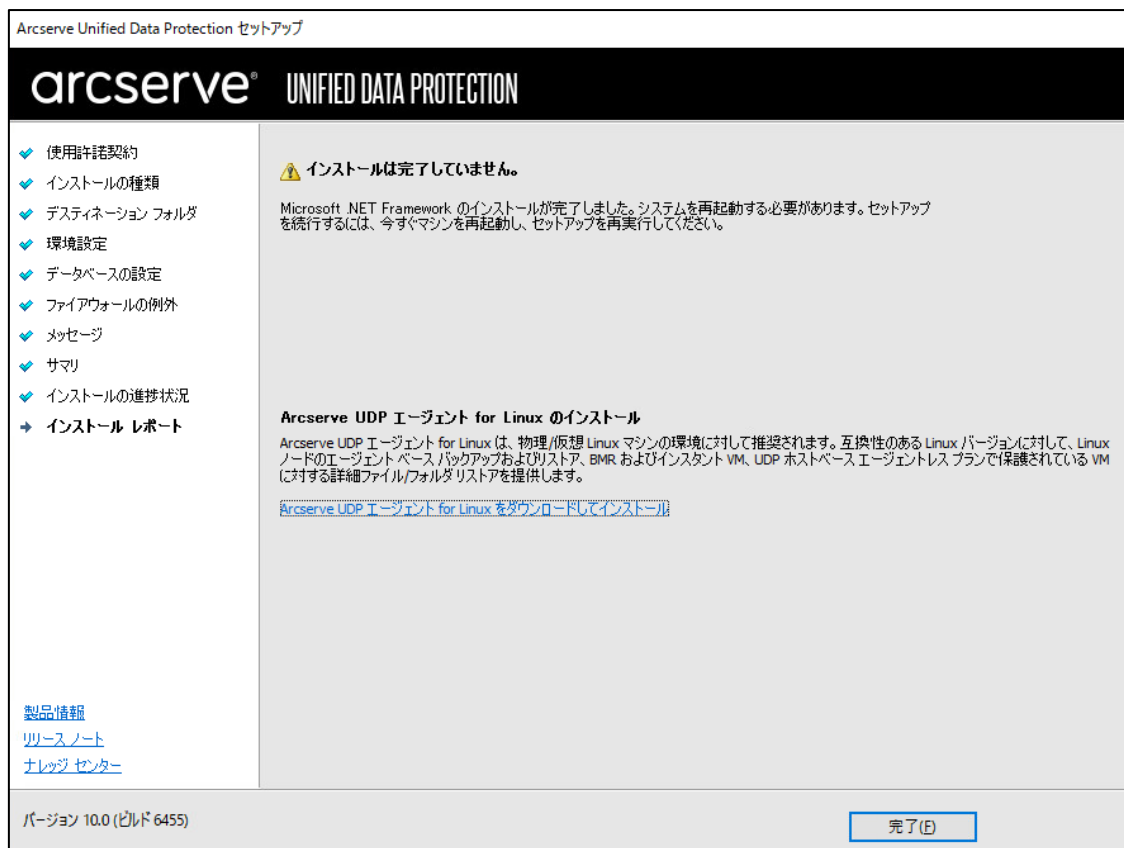 Arcserve Unified Data Protection セットアップ
arcserve® UNIFIED DATA PROTECTION
使用許諾契約
インストールの種類
デスティネーション フォルダ
環境設定
データベースの設定
ファイアウォールの例外
メッセージ
サマリ
インストールの進捗状況
インストール レポート
製品情報
リリース ノート
ナレッジ センター
インストールは完了していません。
Microsoft .NET Framework のインストールが完了しました。システムを再起動する必要があります。セットアップ
を続行するには、今すぐマシンを再起動し、セットアップを再実行してください。
Arcserve UDP エージェント for Linux のインストール
Arcserve UDP エージェント for Linux は、物理/仮想 Linux マシンの環境に対して推奨されます。互換性のある Linux バージョンに対して、Linux
ノードのエージェント ベース バックアップおよびリストア、BMR およびインスタント VM、UDP ホストベース エージェントレス プランで保護されている VM
に対する詳細ファイル/フォルダ リストアを提供します。
Arcserve UDP エージェント for Linux をダウンロードしてインストール
バージョン 10.0 (ビルド 6455)
完了(F)